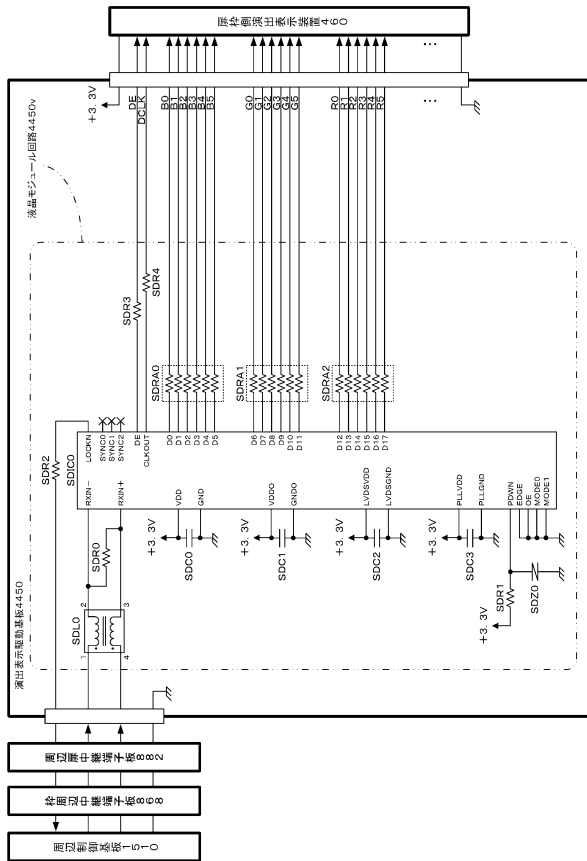 扉枠側演出表示装置460
+3.3V
液晶モジュール回路4450v
DE
DCLK
B0
B1
B2
B3
B4
B5
G0
G1
G2
G3
G4
G5
R0
R1
R2
R3
R4
R5
SDR3
SDR4
SDRA0
SDRA1
SDRA2
SDR2
SDIC0
LOCKN
SYNC0
SYNC1
SYNC2
DE
CLKOUT
D0
D1
D2
D3
D4
D5
D6
D7
D8
D9
D10
D11
D12
D13
D14
D15
D16
D17
RXIN-
RXIN+
VDD
GND
VDDO
GNDO
LVDSVDD
LVDSGND
PLLVDD
PLLGND
PDWN
EDGE
OE
MODE0
MODE1
SDR0
+3.3V
SDC0
+3.3V
SDC1
+3.3V
SDC2
+3.3V
SDC3
SDR1
SDZ0
+3.3V
SDL0
1
2
3
4
演出表示駆動基板4450
周辺扉中継端子板882
枠周辺中継端子板868
周辺制御基板1510